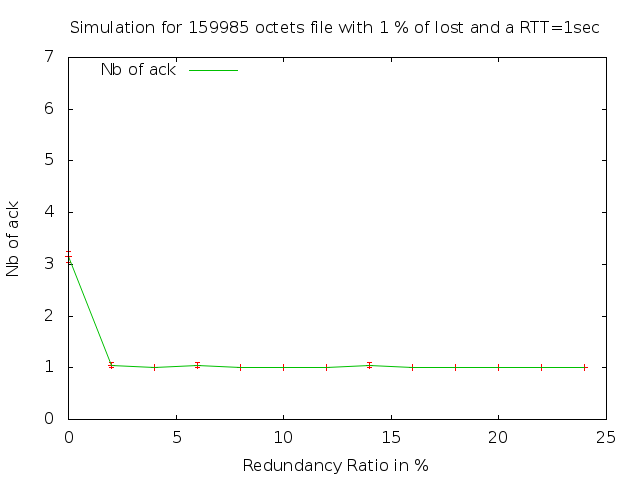 Simulation for 159985 octets file with 1 % of lost and a RTT=1sec
Nb of ack
7
6
5
4
3
2
1
0
Nb of ack
0 5 10 15 20 25
Redundancy Ratio in %